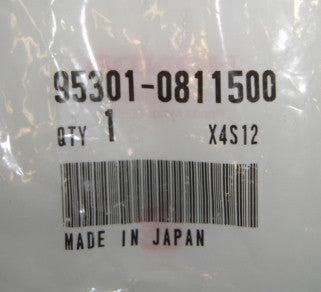 95301-0811500
QTY 1 X4S12
MADE IN JAPAN